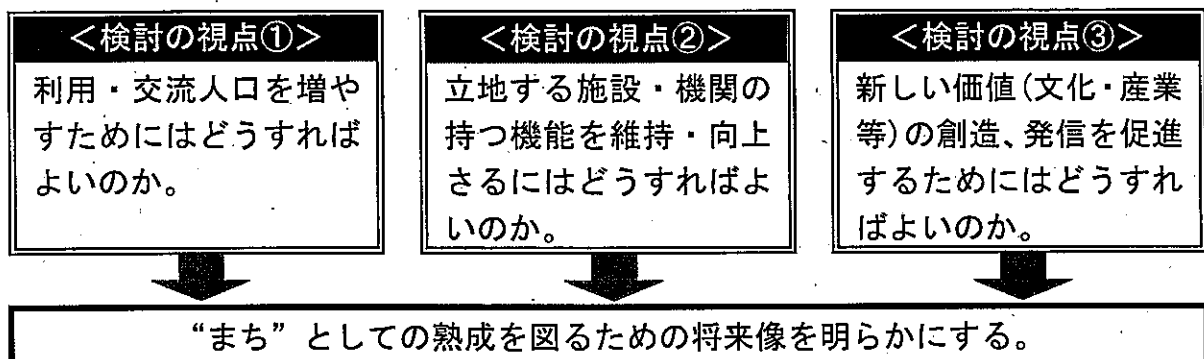 <検討の視点①>
利用・交流人口を増や
すためにはどうすれば
よいのか。
<検討の視点②>
立地する施設・機関の
持つ機能を維持・向上
さるにはどうすればよ
いのか。
<検討の視点③>
新しい価値(文化・産業
等)の創造、発信を促進
するためにはどうすれ
ばよいのか。
“まち”としての熟成を図るための将来像を明らかにする。